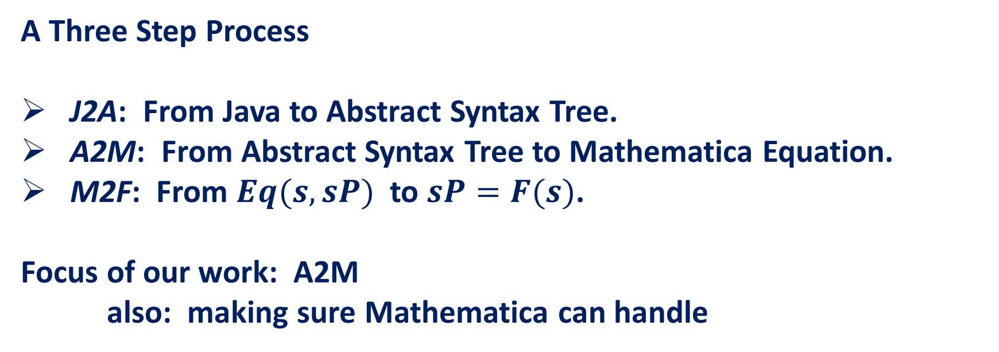 A Three Step Process
➢ J2A: From Java to Abstract Syntax Tree.
➢ A2M: From Abstract Syntax Tree to Mathematica Equation.
➢ M2F: From Eq(s, sP) to sP = F(s).
Focus of our work: A2M
also: making sure Mathematica can handle